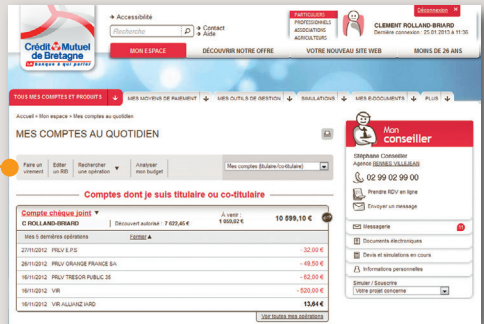 Accessibilité
Recherche
Contact
Aide
PARTICULIERS
PROFESSIONNELS
ASSOCIATIONS
AGRICULTEURS
Déconnexion
CLEMENT ROLLAND-BRIARD
Dernière connexion : 25.01.2013 à 11:36
Crédit Mutuel
de Bretagne
La banque à qui parler
MON ESPACE DÉCOUVRIR NOTRE OFFRE VOTRE NOUVEAU SITE WEB MOINS DE 26 ANS
TOUS MES COMPTES ET PRODUITS MES MOYENS DE PAIEMENT MES OUTILS DE GESTION SIMULATIONS MES E-DOCUMENTS PLUS
Accueil » Mon espace » Mes comptes au quotidien
MES COMPTES AU QUOTIDIEN
Faire un virement
Editer un RIB
Rechercher une opération
Analyser mon budget
Mes comptes (titulaire/co-titulaire)
Comptes dont je suis titulaire ou co-titulaire
Compte chèque joint
C ROLLAND-BRIARD
Découvert autorisé : 7 622,45 €
À venir :
10 099,10 €
Mes 5 dernières opérations Fermer
27/11/2012 PRLV E.P.S - 32,00 €
26/11/2012 PRLV ORANGE FRANCE SA - 49,50 €
16/11/2012 PRLV TRESOR PUBLIC 35 - 62,00 €
16/11/2012 VIR - 520,00 €
16/11/2012 VIR ALLIANZ IARD 13,64 €
Voir toutes mes opérations
Mon
conseiller
Stéphane Conseiller
Agence RENNES VILLEJEAN
02 99 02 99 00
Prendre RDV en ligne
Envoyer un message
Messagerie
Documents électroniques
Devis et simulations en cours
Informations personnelles
Simuler / Souscrire
Votre projet concerne